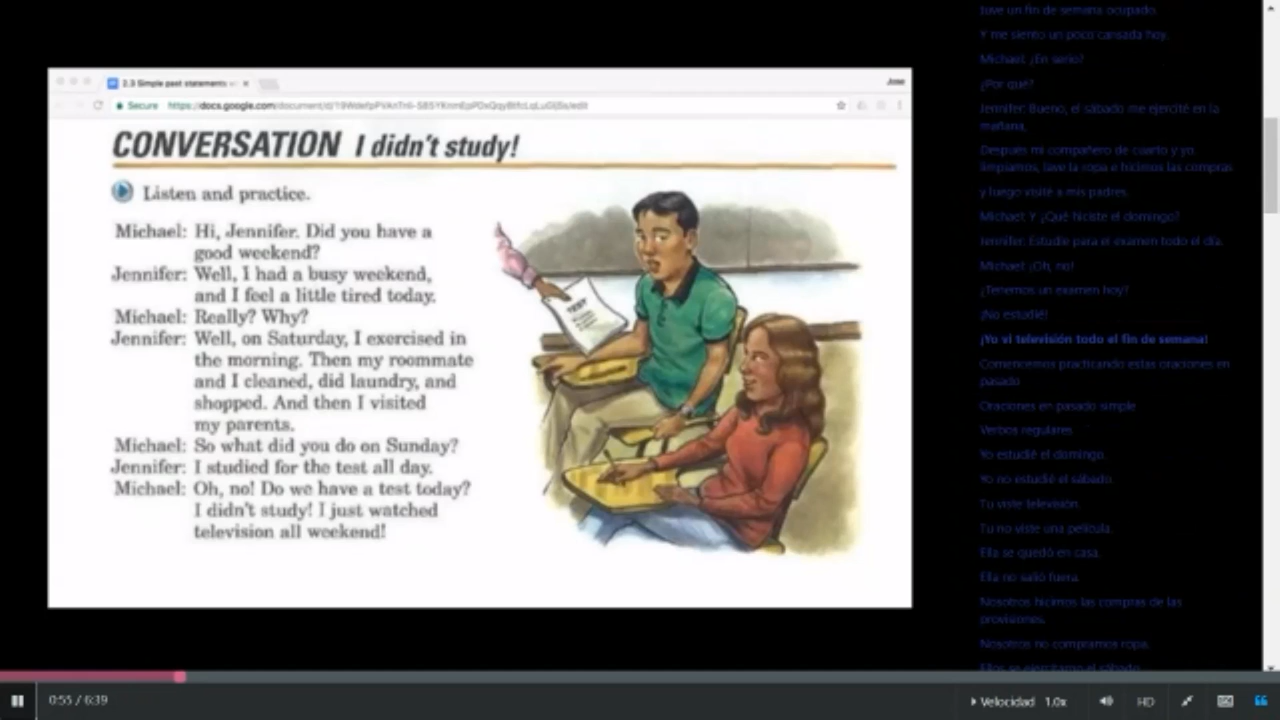 2.3 Simple past statements
Jose
Secure
CONVERSATION I didn't study!
Listen and practice.
Michael: Hi, Jennifer. Did you have a
good weekend?
Jennifer: Well, I had a busy weekend,
and I feel a little tired today.
Michael: Really? Why?
Jennifer: Well, on Saturday, I exercised in
the morning. Then my roommate
and I cleaned, did laundry, and
shopped. And then I visited
my parents.
Michael: So what did you do on Sunday?
Jennifer: I studied for the test all day.
Michael: Oh, no! Do we have a test today?
I didn't study! I just watched
television all weekend!
TEST
Tuve un fin de semana ocupado.
Y me siento un poco cansada hoy.
Michael: ¿En serio?
¿Por qué?
Jennifer: Bueno, el sábado me ejercité en la
mañana,
Después mi compañero de cuarto y yo
limpiamos, lave la ropa e hicimos las compras
y luego visité a mis padres.
Michael: Y ¿Qué hiciste el domingo?
Jennifer: Estudie para el examen todo el día.
Michael: ¡Oh, no!
¿Tenemos un examen hoy?
¡No estudié!
¡Yo vi televisión todo el fin de semana!
Comencemos practicando estas oraciones en
pasado
Oraciones en pasado simple
Verbos regulares
Yo estudié el domingo.
Yo no estudié el sábado.
Tu viste televisión.
Tu no viste una película.
Ella se quedó en casa.
Ella no salió fuera.
Nosotros hicimos las compras de las
provisiones.
Nosotros no compramos ropa.
Ellos se ejercitaron el sábado.
0:55 / 6:39
Velocidad 1.0x
HD